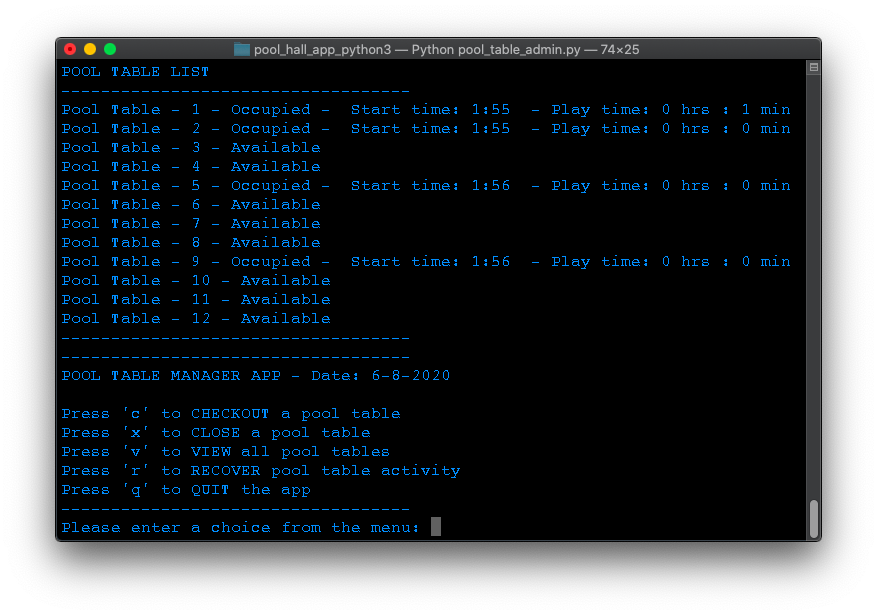 pool_hall_app_python3 — Python pool_table_admin.py — 74×25
POOL TABLE LIST
-----------------------------------
Pool Table - 1 - Occupied -  Start time: 1:55  - Play time: 0 hrs : 1 min
Pool Table - 2 - Occupied -  Start time: 1:55  - Play time: 0 hrs : 0 min
Pool Table - 3 - Available
Pool Table - 4 - Available
Pool Table - 5 - Occupied -  Start time: 1:56  - Play time: 0 hrs : 0 min
Pool Table - 6 - Available
Pool Table - 7 - Available
Pool Table - 8 - Available
Pool Table - 9 - Occupied -  Start time: 1:56  - Play time: 0 hrs : 0 min
Pool Table - 10 - Available
Pool Table - 11 - Available
Pool Table - 12 - Available
-----------------------------------
-----------------------------------
POOL TABLE MANAGER APP - Date: 6-8-2020
Press 'c' to CHECKOUT a pool table
Press 'x' to CLOSE a pool table
Press 'v' to VIEW all pool tables
Press 'r' to RECOVER pool table activity
Press 'q' to QUIT the app
-----------------------------------
Please enter a choice from the menu: